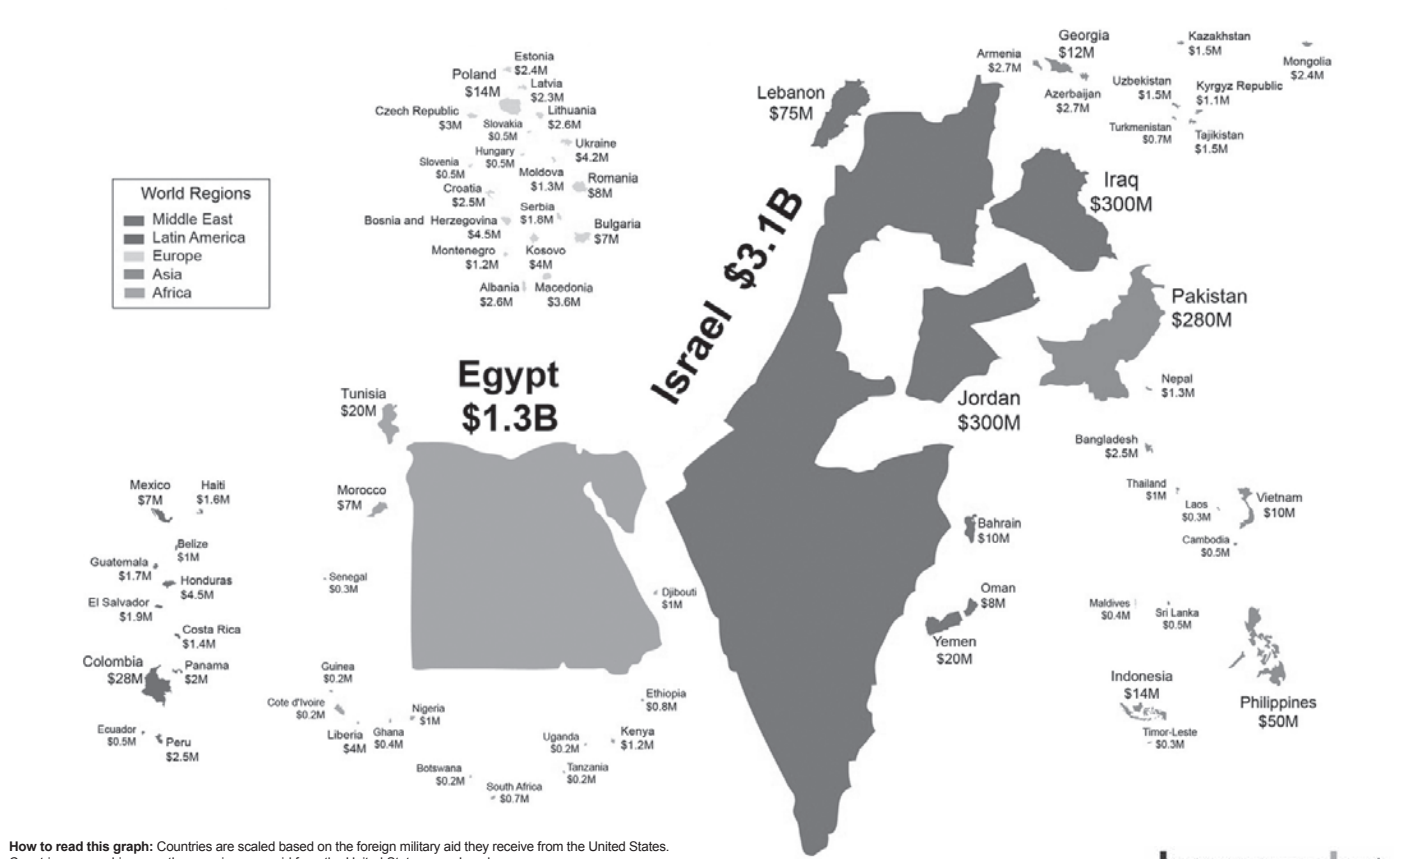 Estonia
$2.4M
Poland
$14M
Latvia
$2.3M
Czech Republic
$3M
Lithuania
$2.6M
Slovakia
$0.5M
Ukraine
$4.2M
Hungary
$0.5M
Slovenia
$0.5M
Moldova
$1.3M
Romania
$8M
Croatia
$2.5M
Serbia
$1.8M
Bosnia and Herzegovina
$4.5M
Bulgaria
$7M
Montenegro
$1.2M
Kosovo
$4M
Albania
$2.6M
Macedonia
$3.6M
World Regions
Middle East
Latin America
Europe
Asia
Africa
Lebanon
$75M
Armenia
$2.7M
Georgia
$12M
Azerbaijan
$2.7M
Kazakhstan
$1.5M
Mongolia
$2.4M
Uzbekistan
$1.5M
Kyrgyz Republic
$1.1M
Turkmenistan
$0.7M
Tajikistan
$1.5M
Iraq
$300M
Israel $3.1B
Pakistan
$280M
Jordan
$300M
Nepal
$1.3M
Bangladesh
$2.5M
Egypt
$1.3B
Tunisia
$20M
Morocco
$7M
Mexico
$7M
Haiti
$1.6M
Belize
$1M
Guatemala
$1.7M
Honduras
$4.5M
El Salvador
$1.9M
Costa Rica
$1.4M
Colombia
$28M
Panama
$2M
Ecuador
$0.5M
Peru
$2.5M
Senegal
$0.3M
Guinea
$0.2M
Cote d'Ivoire
$0.2M
Liberia
$4M
Ghana
$0.4M
Nigeria
$1M
Djibouti
$1M
Ethiopia
$0.8M
Uganda
$0.2M
Kenya
$1.2M
Botswana
$0.2M
Tanzania
$0.2M
South Africa
$0.7M
Bahrain
$10M
Oman
$8M
Yemen
$20M
Thailand
$1M
Laos
$0.3M
Vietnam
$10M
Cambodia
$0.5M
Maldives
$0.4M
Sri Lanka
$0.5M
Indonesia
$14M
Timor-Leste
$0.3M
Philippines
$50M
How to read this graph: Countries are scaled based on the foreign military aid they receive from the United States.